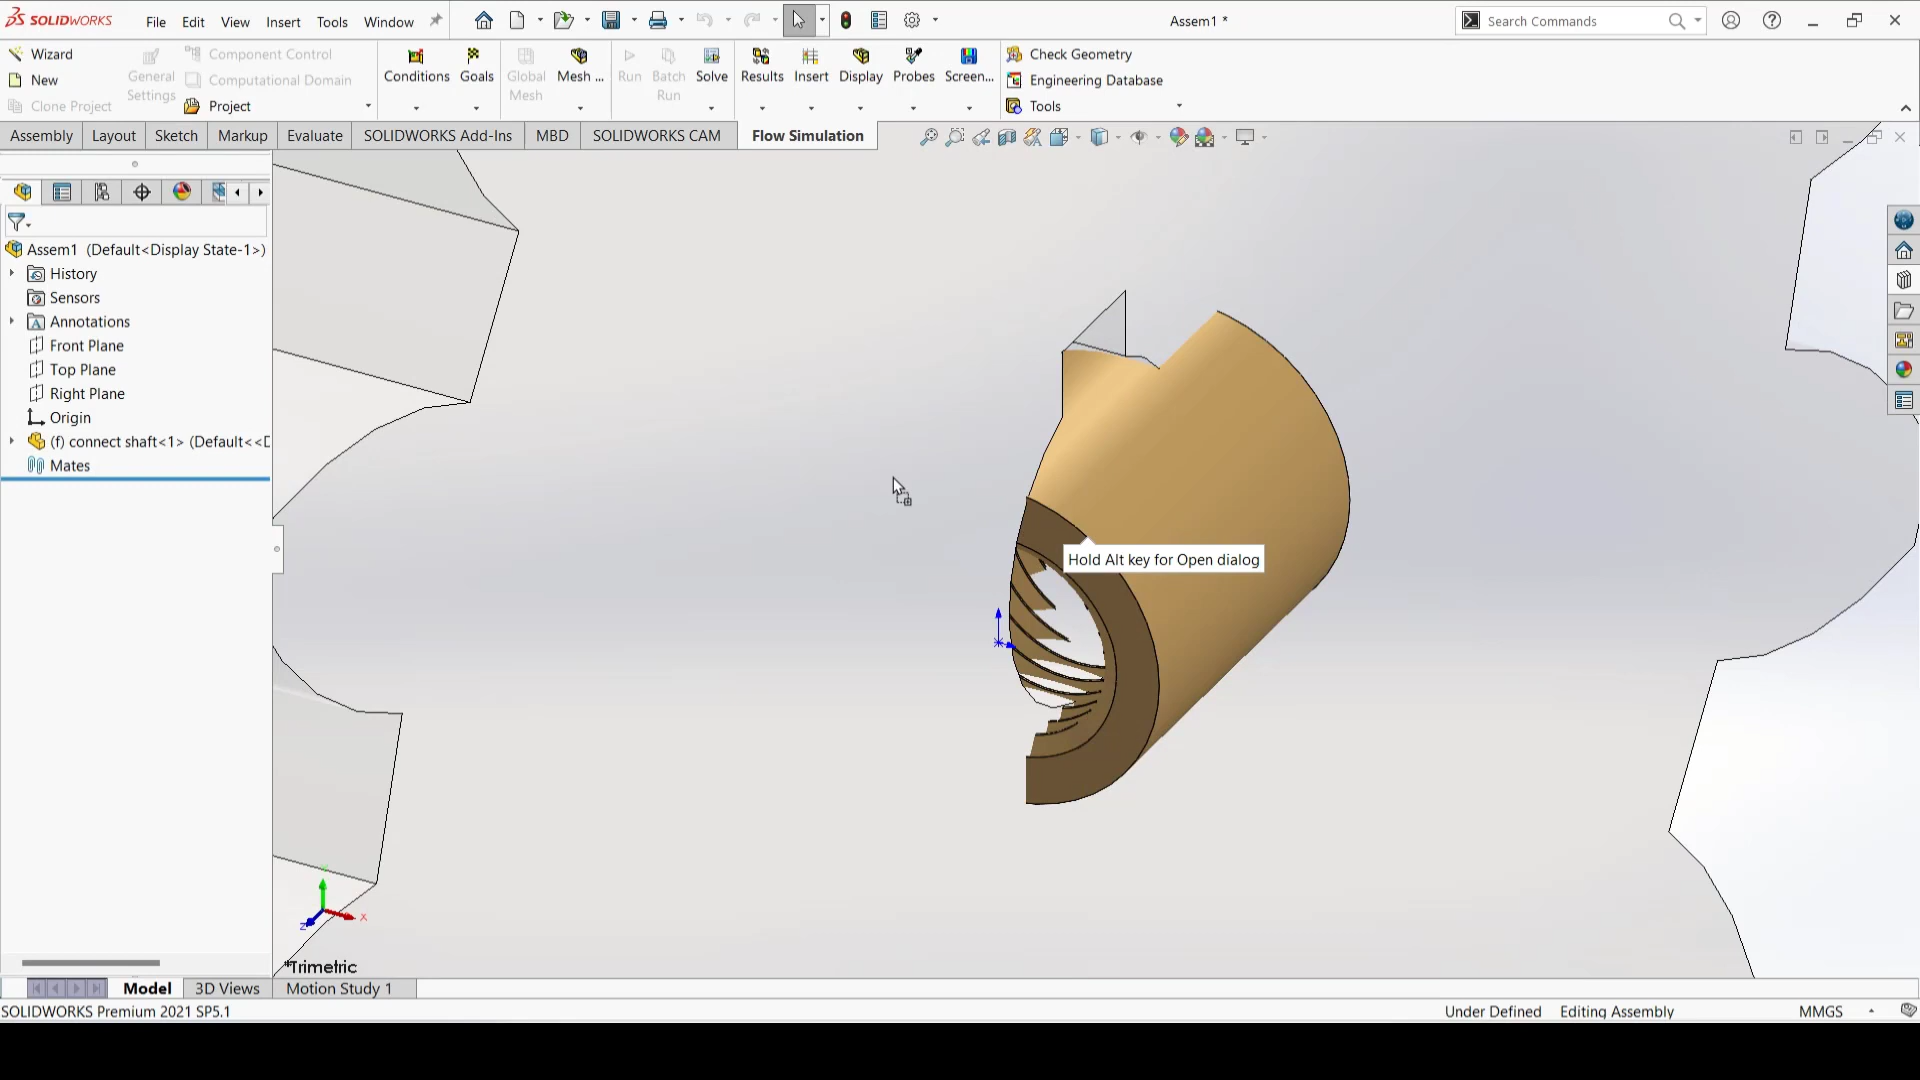 SOLIDWORKS File Edit View Insert Tools Window Assem1 * Search Commands
Wizard General Settings Component Control Conditions Goals Global Mesh Mesh ... Run Batch Run Solve Results Insert Display Probes Screen... Check Geometry
New Computational Domain Engineering Database
Clone Project Project Tools
Assembly Layout Sketch Markup Evaluate SOLIDWORKS Add-Ins MBD SOLIDWORKS CAM Flow Simulation
Assem1 (Default<Display State-1>)
History
Sensors
Annotations
Front Plane
Top Plane
Right Plane
Origin
(f) connect shaft<1> (Default<<D
Mates
Hold Alt key for Open dialog
Y
X
Z
*Trimetric
Model 3D Views Motion Study 1
SOLIDWORKS Premium 2021 SP5.1 Under Defined Editing Assembly MMGS